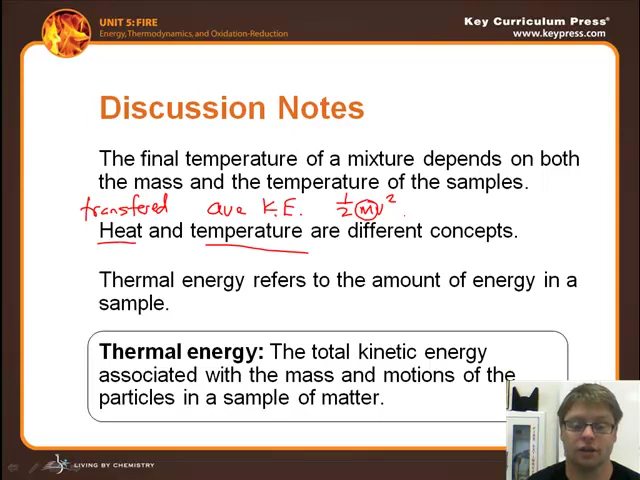 UNIT 5: FIRE
Energy, Thermodynamics, and Oxidation-Reduction
Key Curriculum Press®
www.keypress.com
Discussion Notes
The final temperature of a mixture depends on both
the mass and the temperature of the samples.
transfered ave K.E. 1/2 mv²
Heat and temperature are different concepts.
Thermal energy refers to the amount of energy in a
sample.
Thermal energy: The total kinetic energy
associated with the mass and motions of the
particles in a sample of matter.
LIVING BY CHEMISTRY